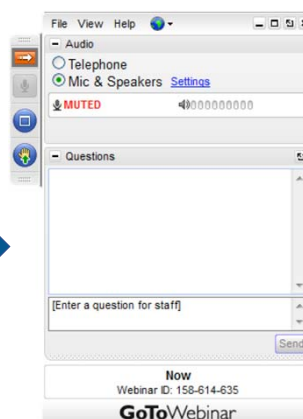 File View Help
Audio
Telephone
Mic & Speakers Settings
MUTED
Questions
[Enter a question for staff]
Send
Now
Webinar ID: 158-614-635
GoToWebinar